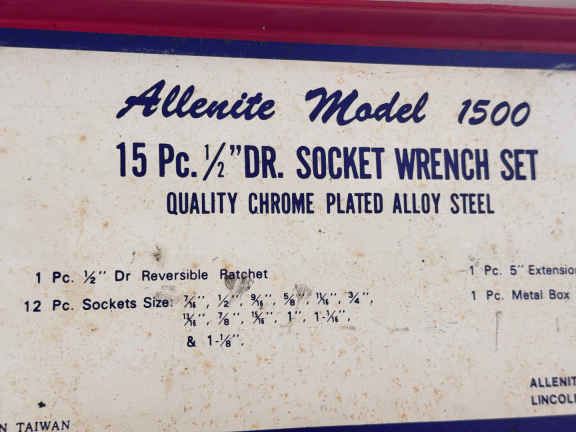 Allenite Model 1500
15 Pc. ½" DR. SOCKET WRENCH SET
QUALITY CHROME PLATED ALLOY STEEL
1 Pc. ½" Dr Reversible Ratchet
12 Pc. Sockets Size: 7/16", ½", 9/16", 5/8", 11/16", ¾",
13/16", 7/8", 15/16", 1", 1-1/16",
& 1-1/8".
1 Pc. 5" Extension
1 Pc. Metal Box
ALLENIT
LINCOLN
N TAIWAN